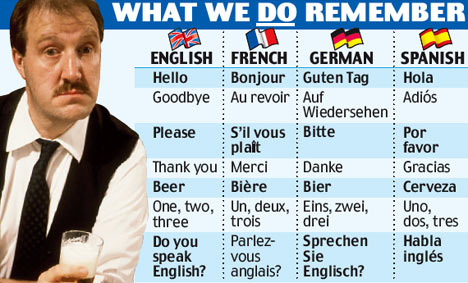 WHAT WE DO REMEMBER
ENGLISH FRENCH GERMAN SPANISH
Hello Bonjour Guten Tag Hola
Goodbye Au revoir Auf Wiedersehen Adiós
Please S'il vous plaît Bitte Por favor
Thank you Merci Danke Gracias
Beer Bière Bier Cerveza
One, two, three Un, deux, trois Eins, zwei, drei Uno, dos, tres
Do you speak English? Parlez-vous anglais? Sprechen Sie Englisch? Habla inglés